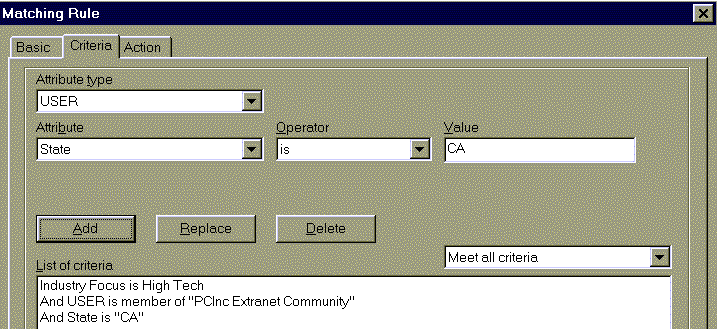 Matching Rule
Basic Criteria Action
Attribute type
USER
Attribute Operator Value
State is CA
Add Replace Delete
Meet all criteria
List of criteria
Industry Focus is High Tech
And USER is member of "PCInc Extranet Community"
And State is "CA"